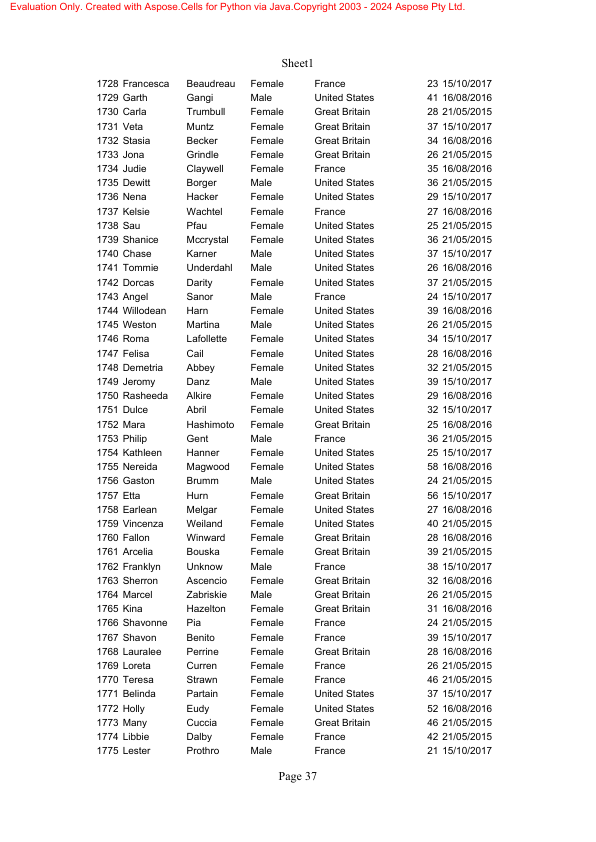 Evaluation Only. Created with Aspose.Cells for Python via Java.Copyright 2003 - 2024 Aspose Pty Ltd.
Sheet1
1728 Francesca Beaudreau Female France 23 15/10/2017
1729 Garth Gangi Male United States 41 16/08/2016
1730 Carla Trumbull Female Great Britain 28 21/05/2015
1731 Veta Muntz Female Great Britain 37 15/10/2017
1732 Stasia Becker Female Great Britain 34 16/08/2016
1733 Jona Grindle Female Great Britain 26 21/05/2015
1734 Judie Claywell Female France 35 16/08/2016
1735 Dewitt Borger Male United States 36 21/05/2015
1736 Nena Hacker Female United States 29 15/10/2017
1737 Kelsie Wachtel Female France 27 16/08/2016
1738 Sau Pfau Female United States 25 21/05/2015
1739 Shanice Mccrystal Female United States 36 21/05/2015
1740 Chase Karner Male United States 37 15/10/2017
1741 Tommie Underdahl Male United States 26 16/08/2016
1742 Dorcas Darity Female United States 37 21/05/2015
1743 Angel Sanor Male France 24 15/10/2017
1744 Willodean Harn Female United States 39 16/08/2016
1745 Weston Martina Male United States 26 21/05/2015
1746 Roma Lafollette Female United States 34 15/10/2017
1747 Felisa Cail Female United States 28 16/08/2016
1748 Demetria Abbey Female United States 32 21/05/2015
1749 Jeromy Danz Male United States 39 15/10/2017
1750 Rasheeda Alkire Female United States 29 16/08/2016
1751 Dulce Abril Female United States 32 15/10/2017
1752 Mara Hashimoto Female Great Britain 25 16/08/2016
1753 Philip Gent Male France 36 21/05/2015
1754 Kathleen Hanner Female United States 25 15/10/2017
1755 Nereida Magwood Female United States 58 16/08/2016
1756 Gaston Brumm Male United States 24 21/05/2015
1757 Etta Hurn Female Great Britain 56 15/10/2017
1758 Earlean Melgar Female United States 27 16/08/2016
1759 Vincenza Weiland Female United States 40 21/05/2015
1760 Fallon Winward Female Great Britain 28 16/08/2016
1761 Arcelia Bouska Female Great Britain 39 21/05/2015
1762 Franklyn Unknow Male France 38 15/10/2017
1763 Sherron Ascencio Female Great Britain 32 16/08/2016
1764 Marcel Zabriskie Male Great Britain 26 21/05/2015
1765 Kina Hazelton Female Great Britain 31 16/08/2016
1766 Shavonne Pia Female France 24 21/05/2015
1767 Shavon Benito Female France 39 15/10/2017
1768 Lauralee Perrine Female Great Britain 28 16/08/2016
1769 Loreta Curren Female France 26 21/05/2015
1770 Teresa Strawn Female France 46 21/05/2015
1771 Belinda Partain Female United States 37 15/10/2017
1772 Holly Eudy Female United States 52 16/08/2016
1773 Many Cuccia Female Great Britain 46 21/05/2015
1774 Libbie Dalby Female France 42 21/05/2015
1775 Lester Prothro Male France 21 15/10/2017
Page 37